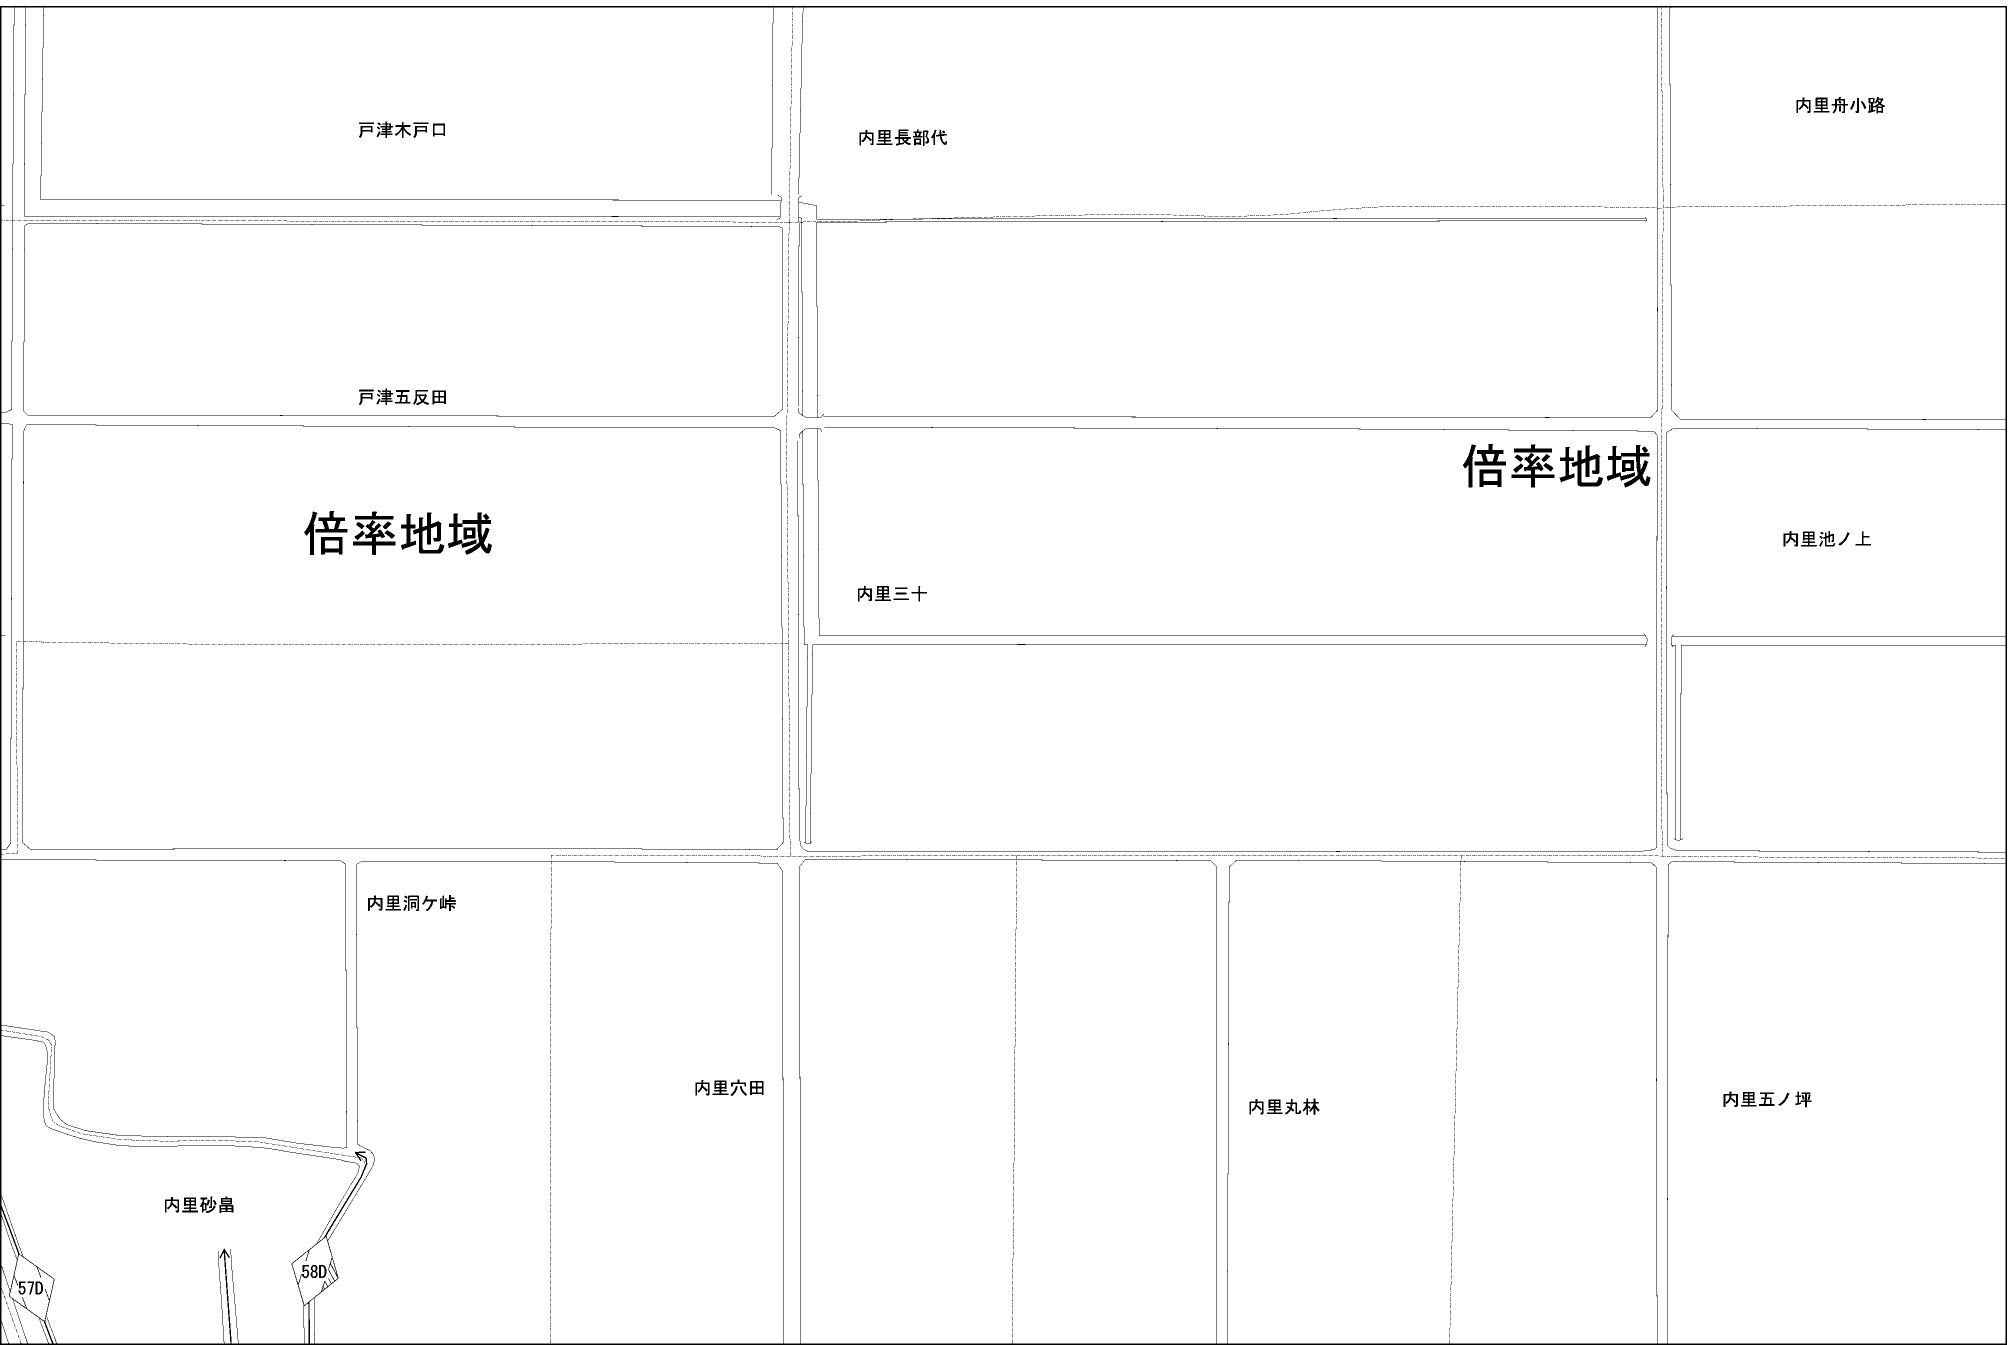 内里舟小路
戸津木戸口
内里長部代
戸津五反田
倍率地域
倍率地域
内里池ノ上
内里三十
内里洞ケ峠
内里穴田
内里丸林
内里五ノ坪
内里砂畠
58D
57D